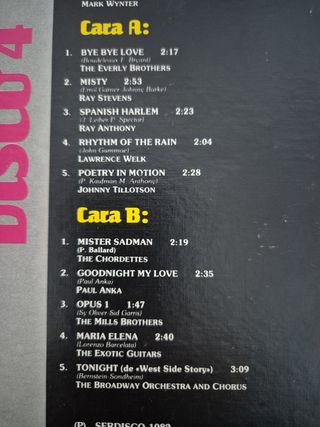 MARK WYNTER
Cara A:
1. BYE BYE LOVE 2:17
(Boudeleaux F. Bryant)
THE EVERLY BROTHERS
2. MISTY 2:53
(Errol Garner Johnny Burke)
RAY STEVENS
3. SPANISH HARLEM 2:23
(J. Leiber P. Spector)
RAY ANTHONY
4. RHYTHM OF THE RAIN 2:04
(John Gummoe)
LAWRENCE WELK
5. POETRY IN MOTION 2:28
(P. Kaufman M. Anthony)
JOHNNY TILLOTSON
Cara B:
1. MISTER SADMAN 2:19
(P. Ballard)
THE CHORDETTES
2. GOODNIGHT MY LOVE 2:35
(Paul Anka)
PAUL ANKA
3. OPUS 1 1:47
(Sy Oliver Sid Garris)
THE MILLS BROTHERS
4. MARIA ELENA 2:40
(Lorenzo Barcelata)
THE EXOTIC GUITARS
5. TONIGHT (de «West Side Story») 3:09
(Bernstein-Sondheim)
THE BROADWAY ORCHESTRA AND CHORUS
(P) SERDISCO 1982
DISCO 4